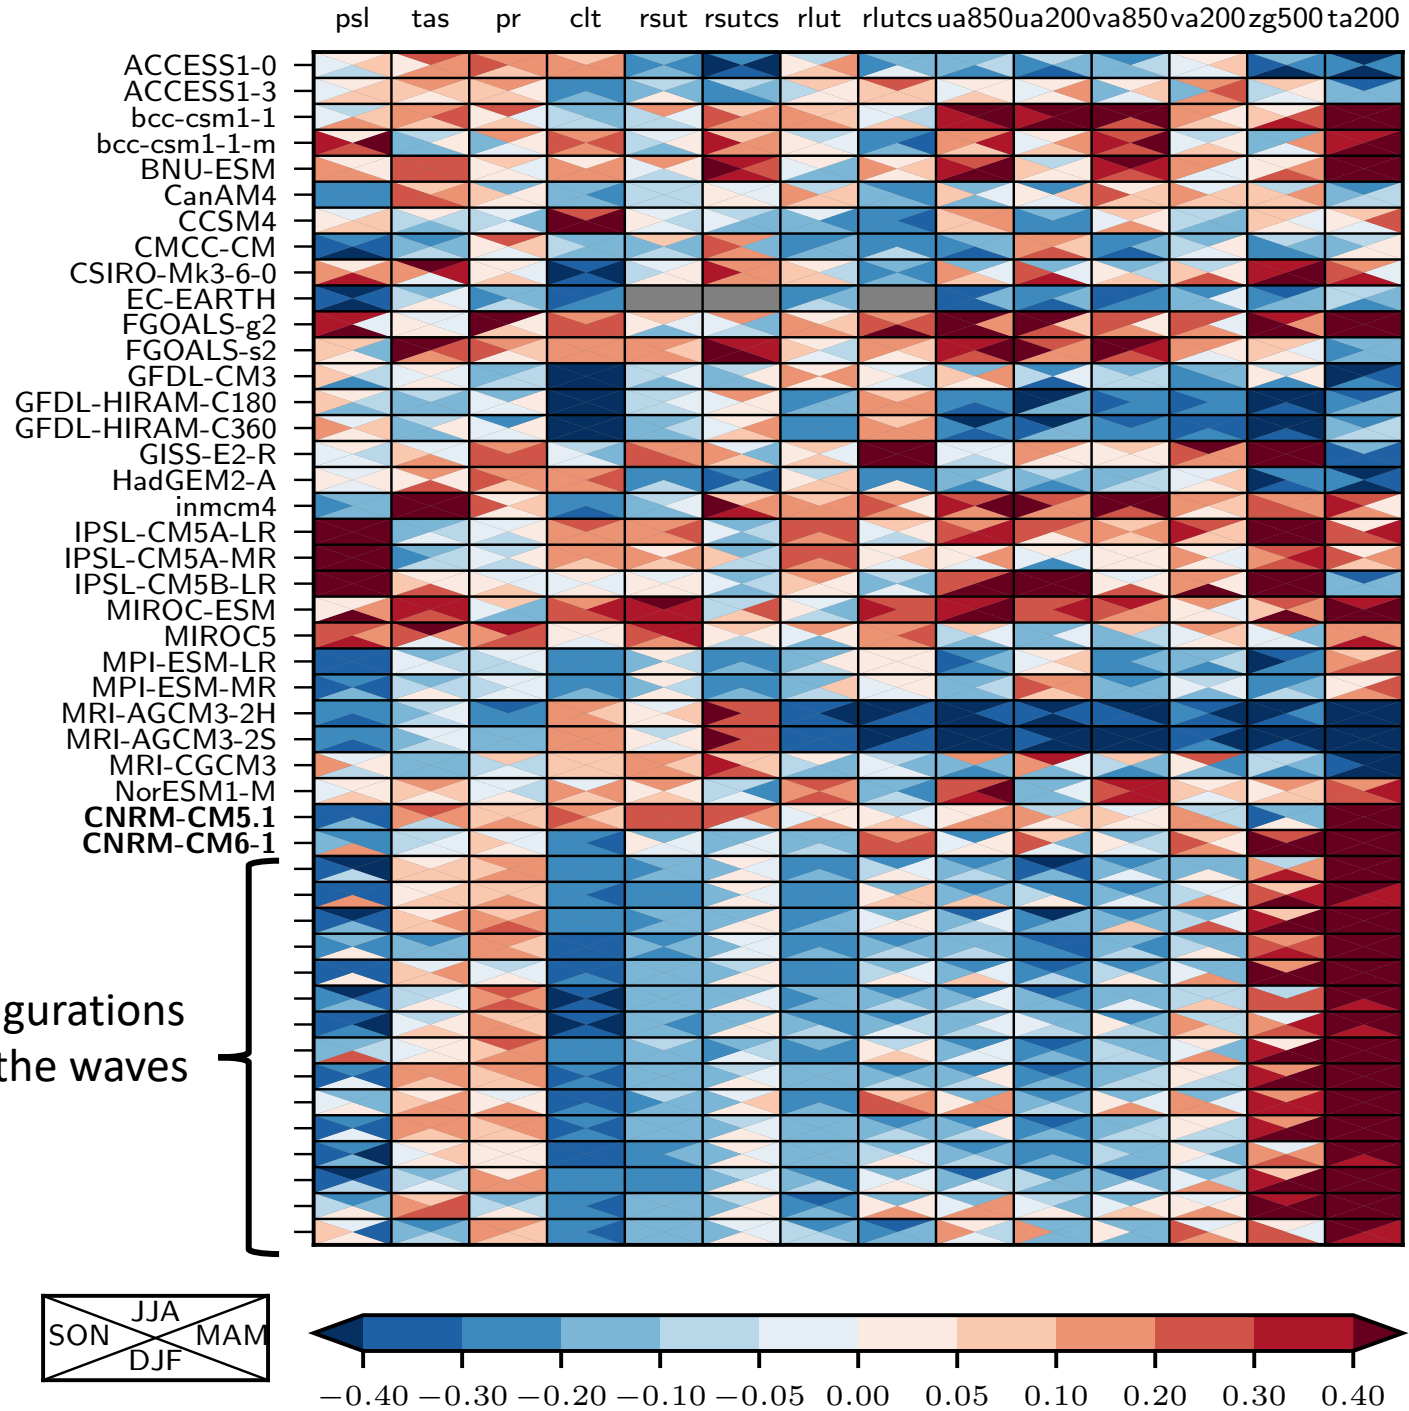 psl tas pr clt rsut rsutcs rlut rlutcs ua850 ua200 va850 va200 zg500 ta200
ACCESS1-0
ACCESS1-3
bcc-csm1-1
bcc-csm1-1-m
BNU-ESM
CanAM4
CCSM4
CMCC-CM
CSIRO-Mk3-6-0
EC-EARTH
FGOALS-g2
FGOALS-s2
GFDL-CM3
GFDL-HIRAM-C180
GFDL-HIRAM-C360
GISS-E2-R
HadGEM2-A
inmcm4
IPSL-CM5A-LR
IPSL-CM5A-MR
IPSL-CM5B-LR
MIROC-ESM
MIROC5
MPI-ESM-LR
MPI-ESM-MR
MRI-AGCM3-2H
MRI-AGCM3-2S
MRI-CGCM3
NorESM1-M
CNRM-CM5.1
CNRM-CM6-1
gurations
the waves
JJA
SON MAM
DJF
−0.40 −0.30 −0.20 −0.10 −0.05 0.00 0.05 0.10 0.20 0.30 0.40